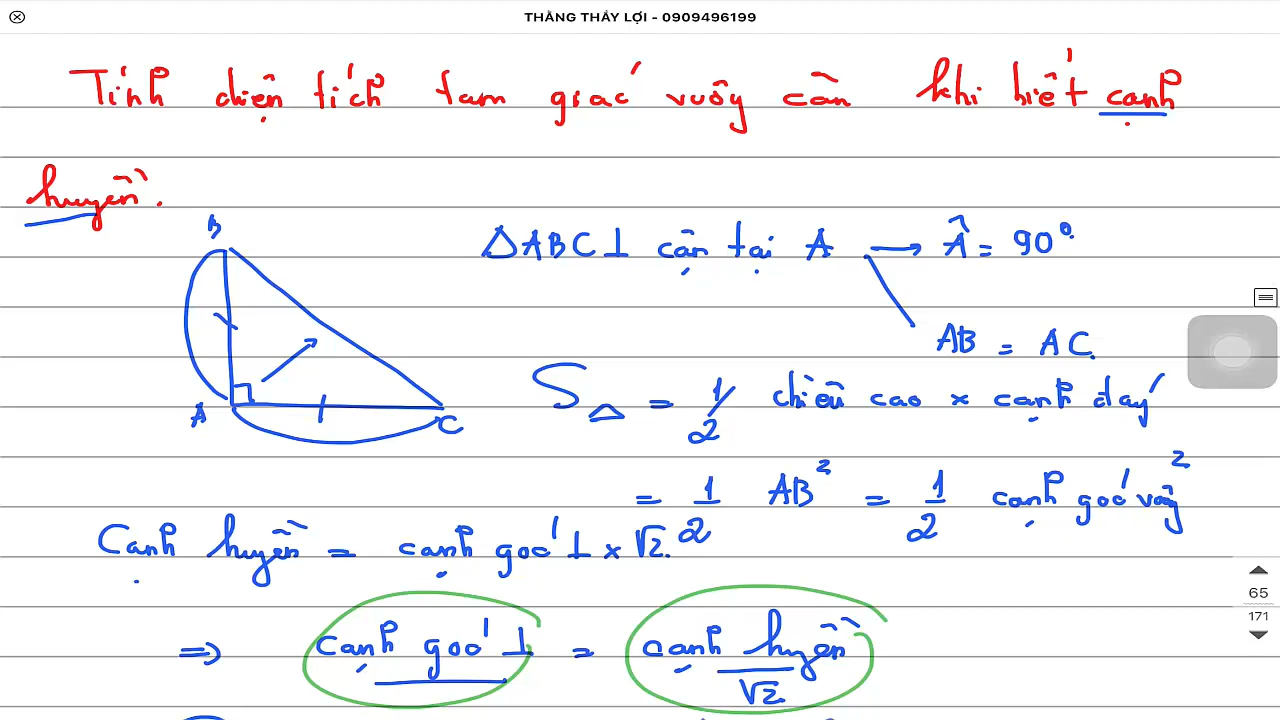 THẦNG THẦY LỢI - 0909496199
Tính diện tích tam giác vuông cân khi biết cạnh
huyền.
B
A
C
ΔABC⊥ cận tại A → Â = 90°
AB = AC.
S△ = 1/2 chiều cao x cạnh đáy
= 1/2 AB² = 1/2 cạnh góc vuông²
Cạnh huyền = cạnh góc ⊥ x √2.
⇒ cạnh góc ⊥ = cạnh huyền/√2.
65
171